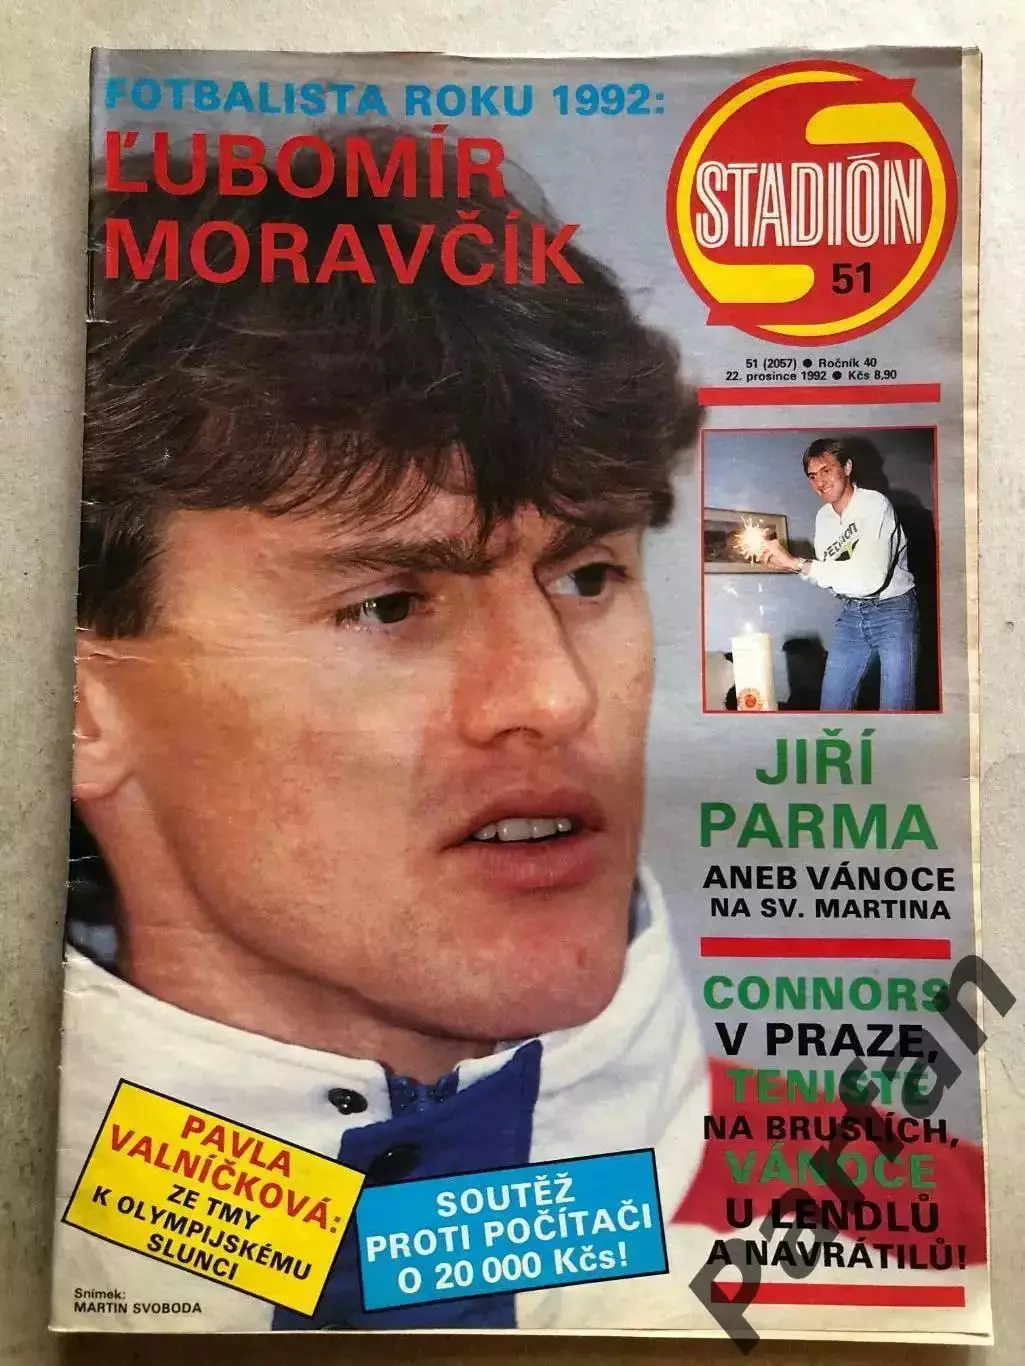 FOTBALISTA ROKU 1992:
ĽUBOMÍR
MORAVČÍK
STADIÓN
51
51 (2057) ● Ročník 40
22. prosince 1992 ● Kčs 8,90
JIŘÍ
PARMA
ANEB VÁNOCE
NA SV. MARTINA
CONNORS
V PRAZE,
TENISTÉ
NA BRUSLÍCH,
VÁNOCE
U LENDLŮ
A NAVRÁTILŮ!
PAVLA
VALNÍČKOVÁ:
ZE TMY
K OLYMPIJSKÉMU
SLUNCI
SOUTĚŽ
PROTI POČÍTAČI
O 20 000 Kčs!
Snímek:
MARTIN SVOBODA
parfan